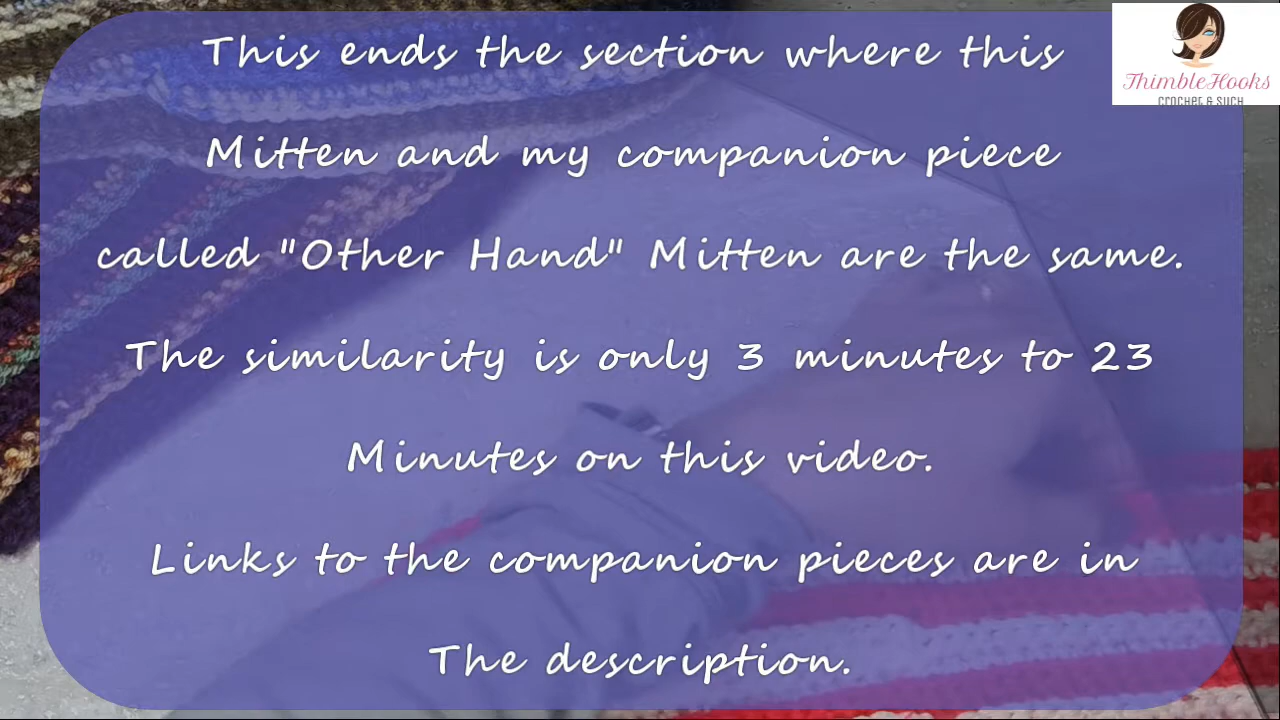 This ends the section where this
Mitten and my companion piece
called "Other Hand" Mitten are the same.
The similarity is only 3 minutes to 23
Minutes on this video.
Links to the companion pieces are in
The description.
ThimbleHooks
CROCHET & SUCH